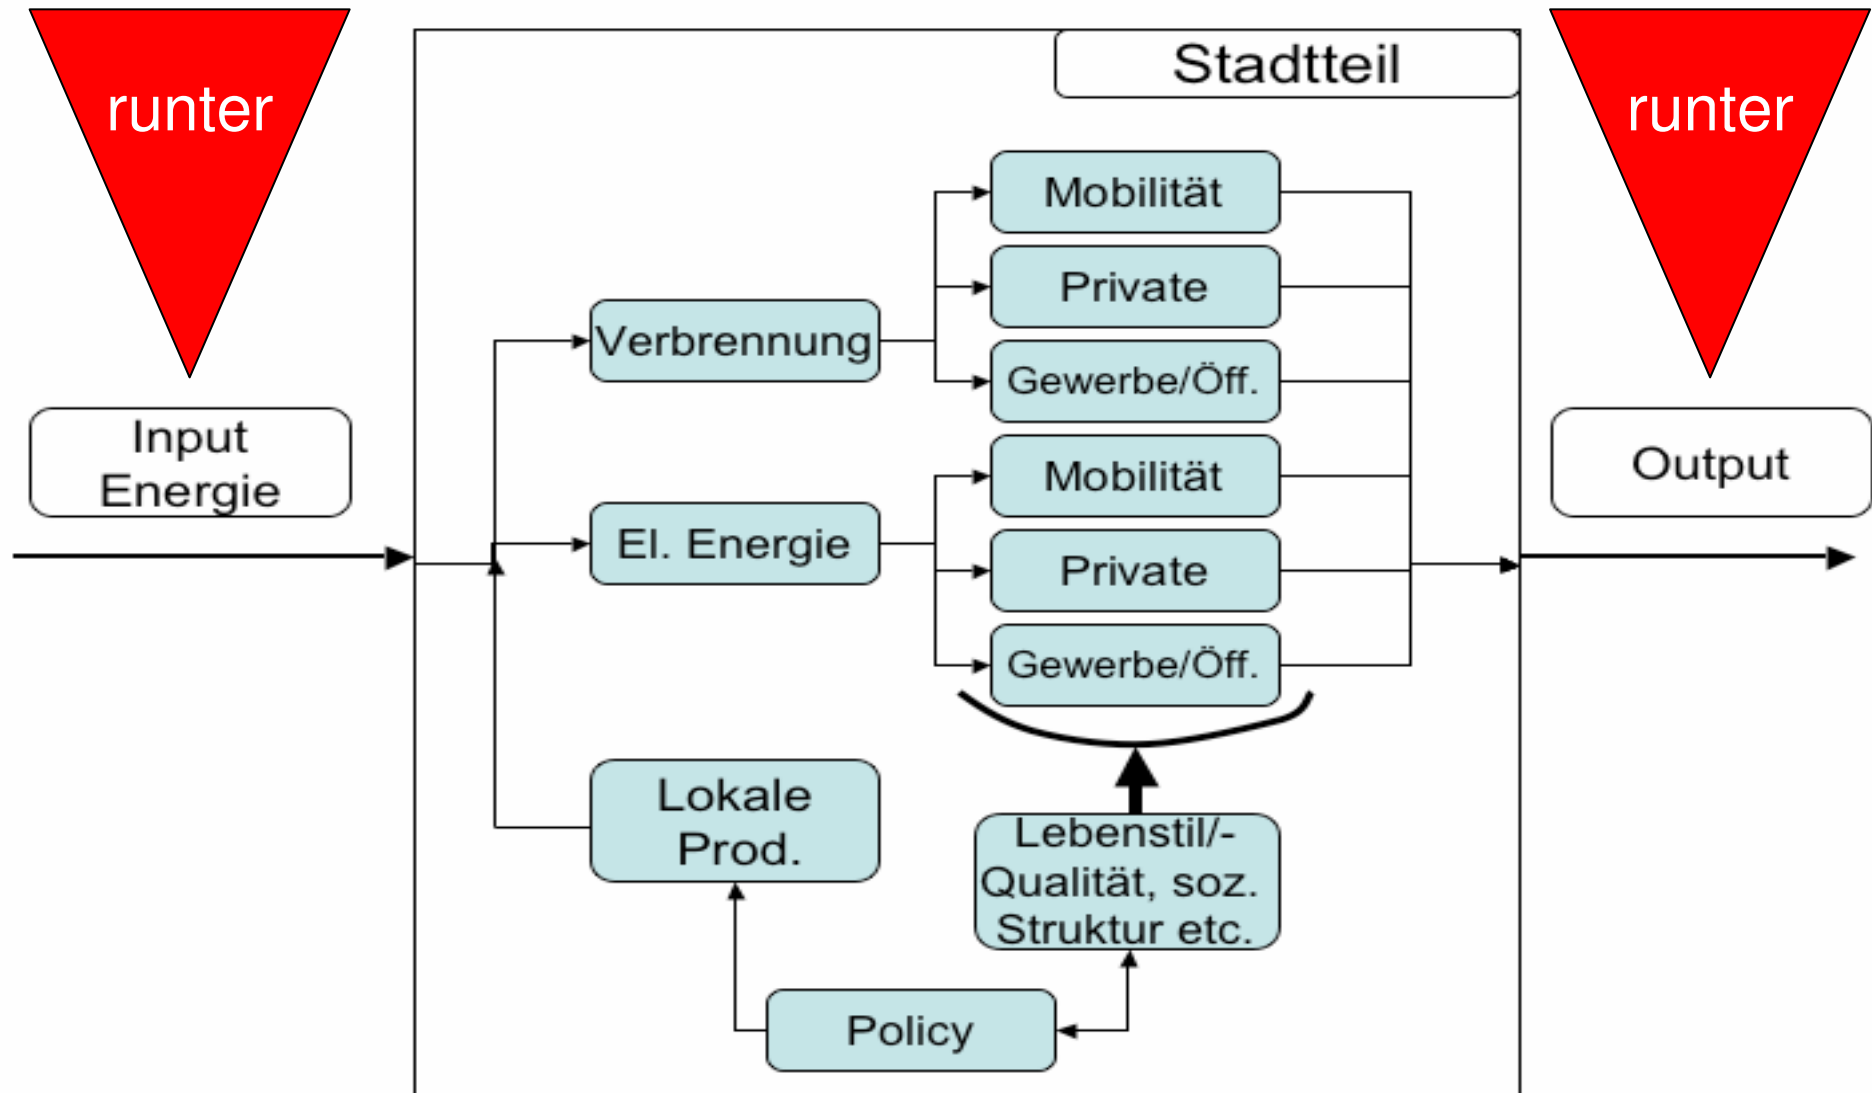 runter
Stadtteil
runter
Mobilität
Private
Verbrennung
Gewerbe/Öff.
Input
Energie
Mobilität
Output
El. Energie
Private
Gewerbe/Öff.
Lokale
Prod.
Lebenstil/-
Qualität, soz.
Struktur etc.
Policy